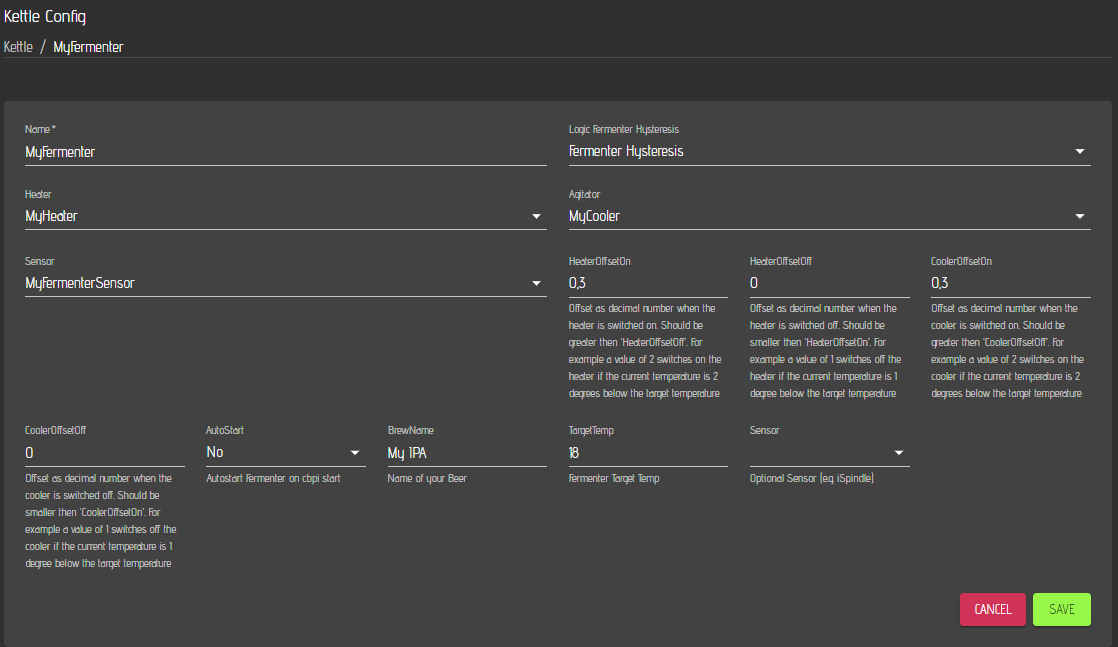 Kettle Config
Kettle / MyFermenter
Name *
MyFermenter
Logic Fermenter Hysteresis
Fermenter Hysteresis
Heater
MyHeater
Agitator
MyCooler
Sensor
MyFermenterSensor
HeaterOffsetOn
0,3
Offset as decimal number when the
heater is switched on. Should be
greater then 'HeaterOffsetOff'. For
example a value of 2 switches on the
heater if the current temperature is 2
degrees below the target temperature
HeaterOffsetOff
0
Offset as decimal number when the
heater is switched off. Should be
smaller then 'HeaterOffsetOn'. For
example a value of 1 switches off the
heater if the current temperature is 1
degree below the target temperature
CoolerOffsetOn
0,3
Offset as decimal number when the
cooler is switched on. Should be
greater then 'CoolerOffsetOff'. For
example a value of 2 switches on the
cooler if the current temperature is 2
degrees below the target temperature
CoolerOffsetOff
0
Offset as decimal number when the
cooler is switched off. Should be
smaller then 'CoolerOffsetOn'. For
example a value of 1 switches off the
cooler if the current temperature is 1
degree below the target temperature
AutoStart
No
Autostart Fermenter on cbpi start
BrewName
My IPA
Name of your Beer
TargetTemp
18
Fermenter Target Temp
Sensor
Optional Sensor (eg. iSpindle)
CANCEL
SAVE